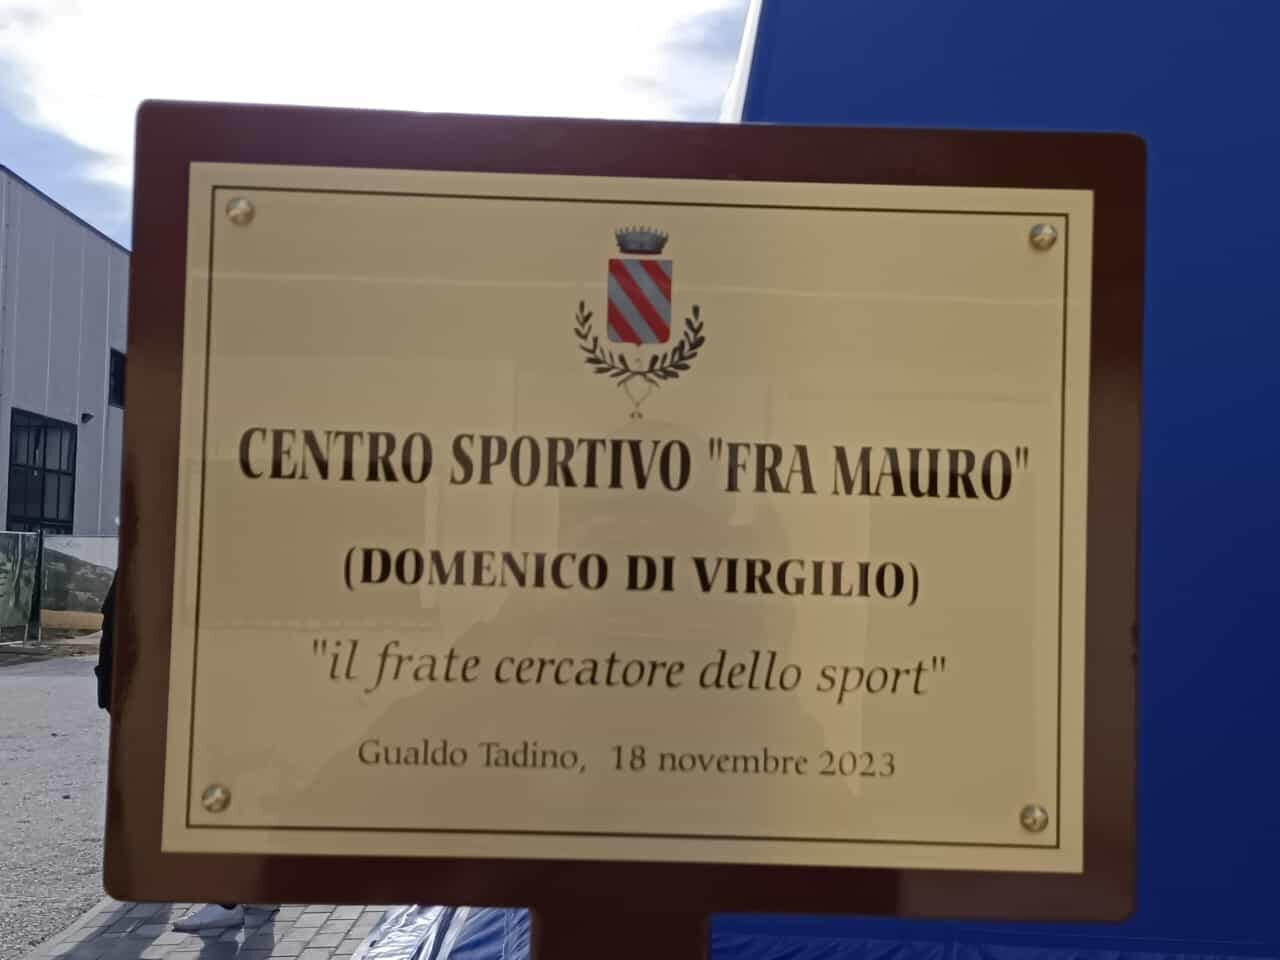 CENTRO SPORTIVO "FRA MAURO"
(DOMENICO DI VIRGILIO)
"il frate cercatore dello sport"
Gualdo Tadino, 18 novembre 2023